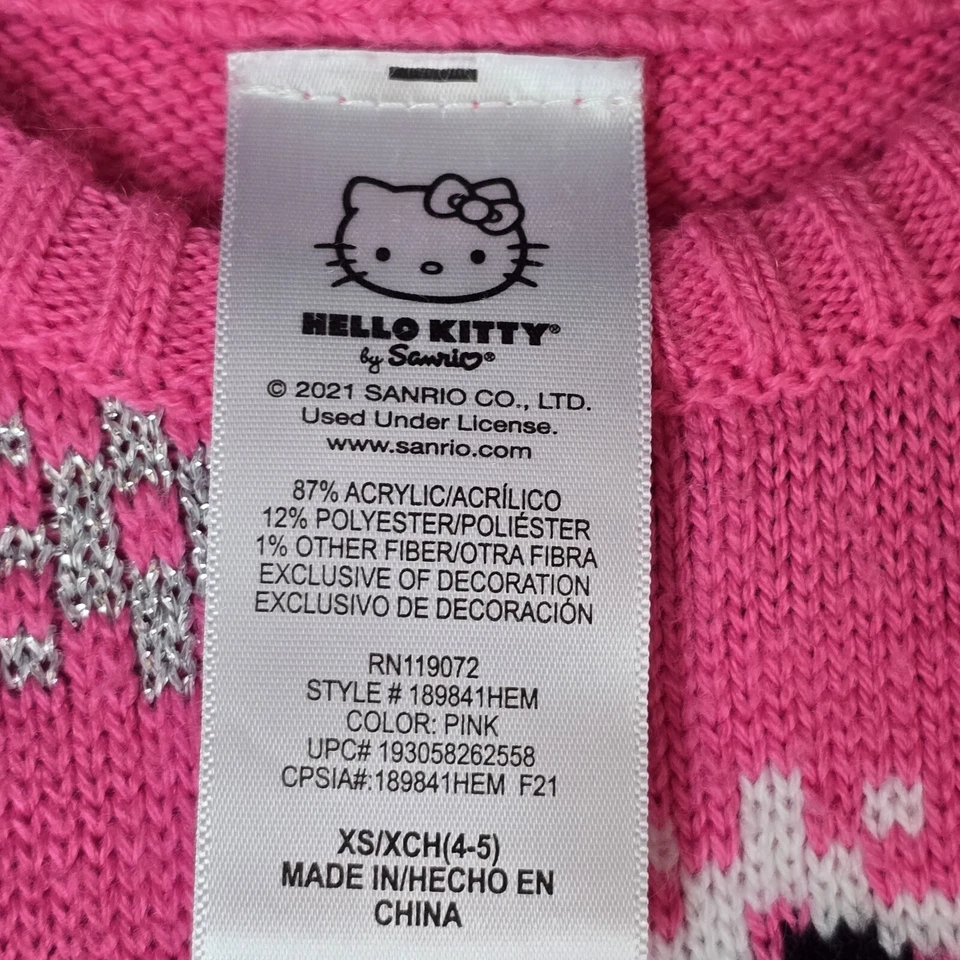 HELLO KITTY®
by Sanrio®
© 2021 SANRIO CO., LTD.
Used Under License.
www.sanrio.com
87% ACRYLIC/ACRÍLICO
12% POLYESTER/POLIÉSTER
1% OTHER FIBER/OTRA FIBRA
EXCLUSIVE OF DECORATION
EXCLUSIVO DE DECORACIÓN
RN119072
STYLE # 189841HEM
COLOR: PINK
UPC# 193058262558
CPSIA#:189841HEM F21
XS/XCH(4-5)
MADE IN/HECHO EN
CHINA